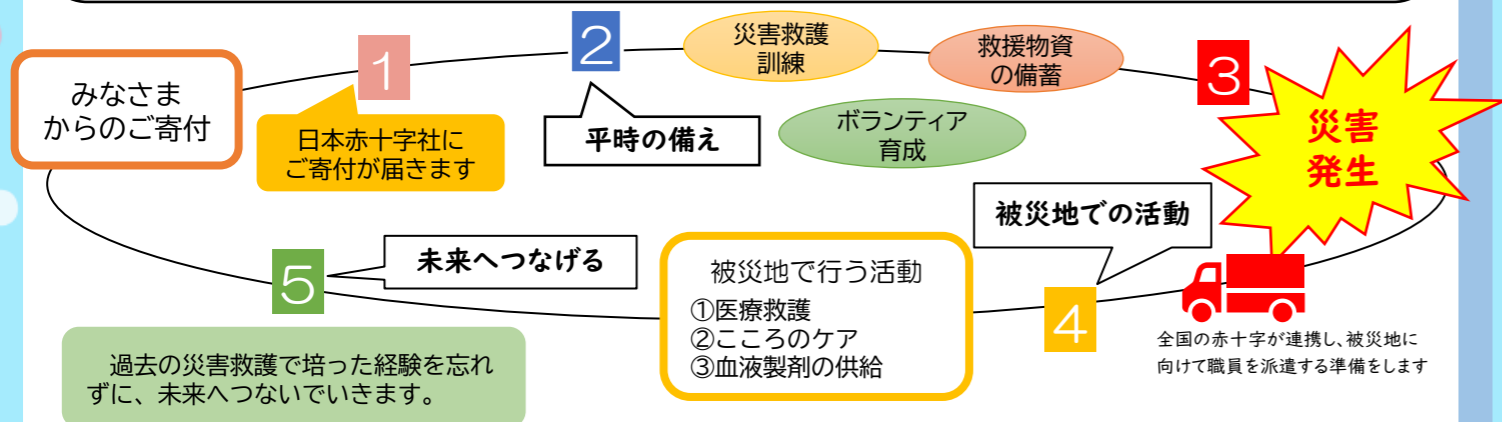 みなさま
からのご寄付
1
日本赤十字社に
ご寄付が届きます
2
平時の備え
災害救護
訓練
救援物資
の備蓄
ボランティア
育成
3
災害
発生
全国の赤十字が連携し、被災地に
向けて職員を派遣する準備をします
4
被災地での活動
被災地で行う活動
①医療救護
②こころのケア
③血液製剤の供給
5
未来へつなげる
過去の災害救護で培った経験を忘れ
ずに、未来へつないでいきます。